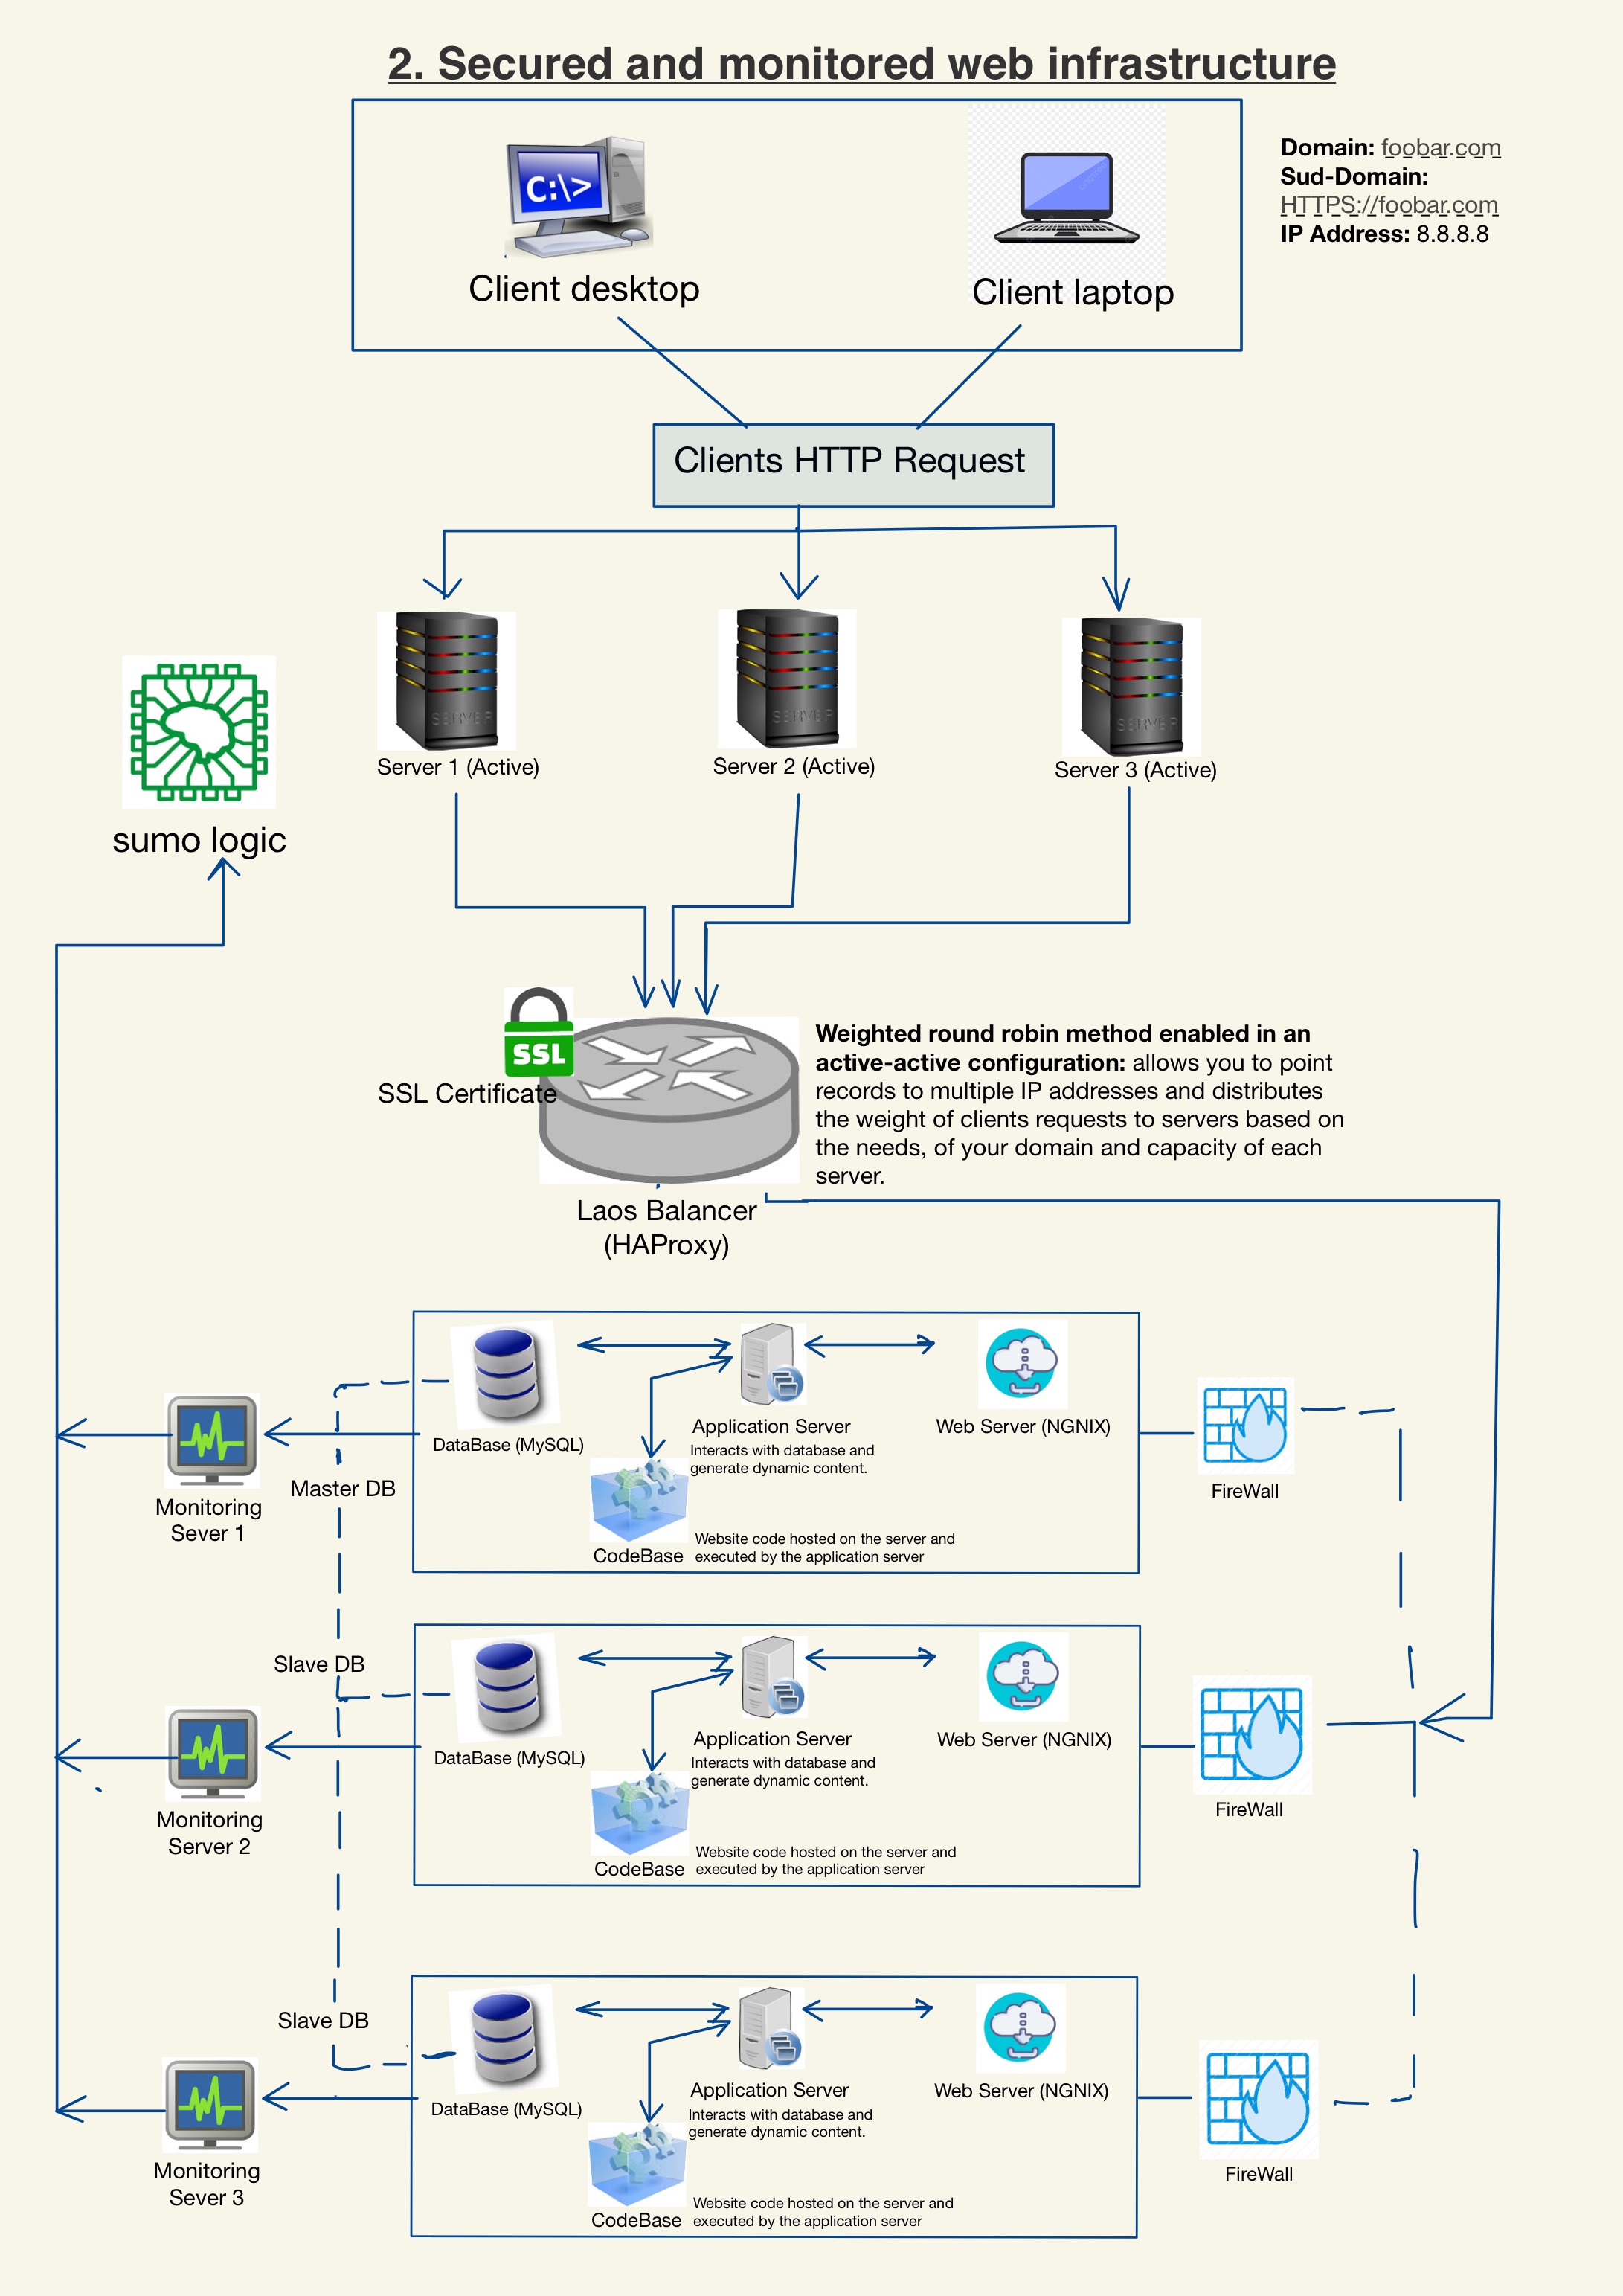 2. Secured and monitored web infrastructure
Domain: foobar.com
Sud-Domain:
HTTPS://foobar.com
IP Address: 8.8.8.8
C:\>
Client desktop
Client laptop
Clients HTTP Request
SERVER
SERVER
SERVER
Server 1 (Active)
Server 2 (Active)
Server 3 (Active)
sumo logic
SSL
SSL Certificate
Weighted round robin method enabled in an
active-active configuration: allows you to point
records to multiple IP addresses and distributes
the weight of clients requests to servers based on
the needs, of your domain and capacity of each
server.
Laos Balancer
(HAProxy)
DataBase (MySQL)
Application Server
Interacts with database and
generate dynamic content.
Web Server (NGNIX)
CodeBase
Website code hosted on the server and
executed by the application server
FireWall
Master DB
Monitoring
Sever 1
Slave DB
DataBase (MySQL)
Application Server
Interacts with database and
generate dynamic content.
Web Server (NGNIX)
CodeBase
Website code hosted on the server and
executed by the application server
FireWall
Monitoring
Server 2
Slave DB
DataBase (MySQL)
Application Server
Interacts with database and
generate dynamic content.
Web Server (NGNIX)
CodeBase
Website code hosted on the server and
executed by the application server
FireWall
Monitoring
Sever 3